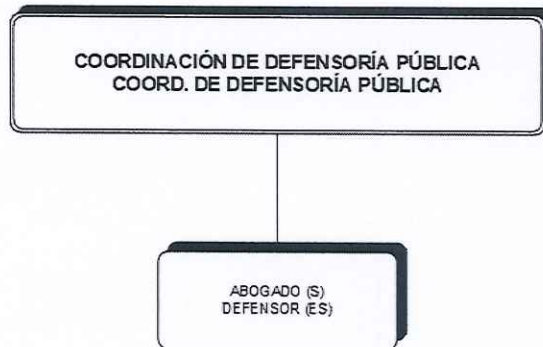 COORDINACIÓN DE DEFENSORÍA PÚBLICA
COORD. DE DEFENSORÍA PÚBLICA
ABOGADO (S)
DEFENSOR (ES)